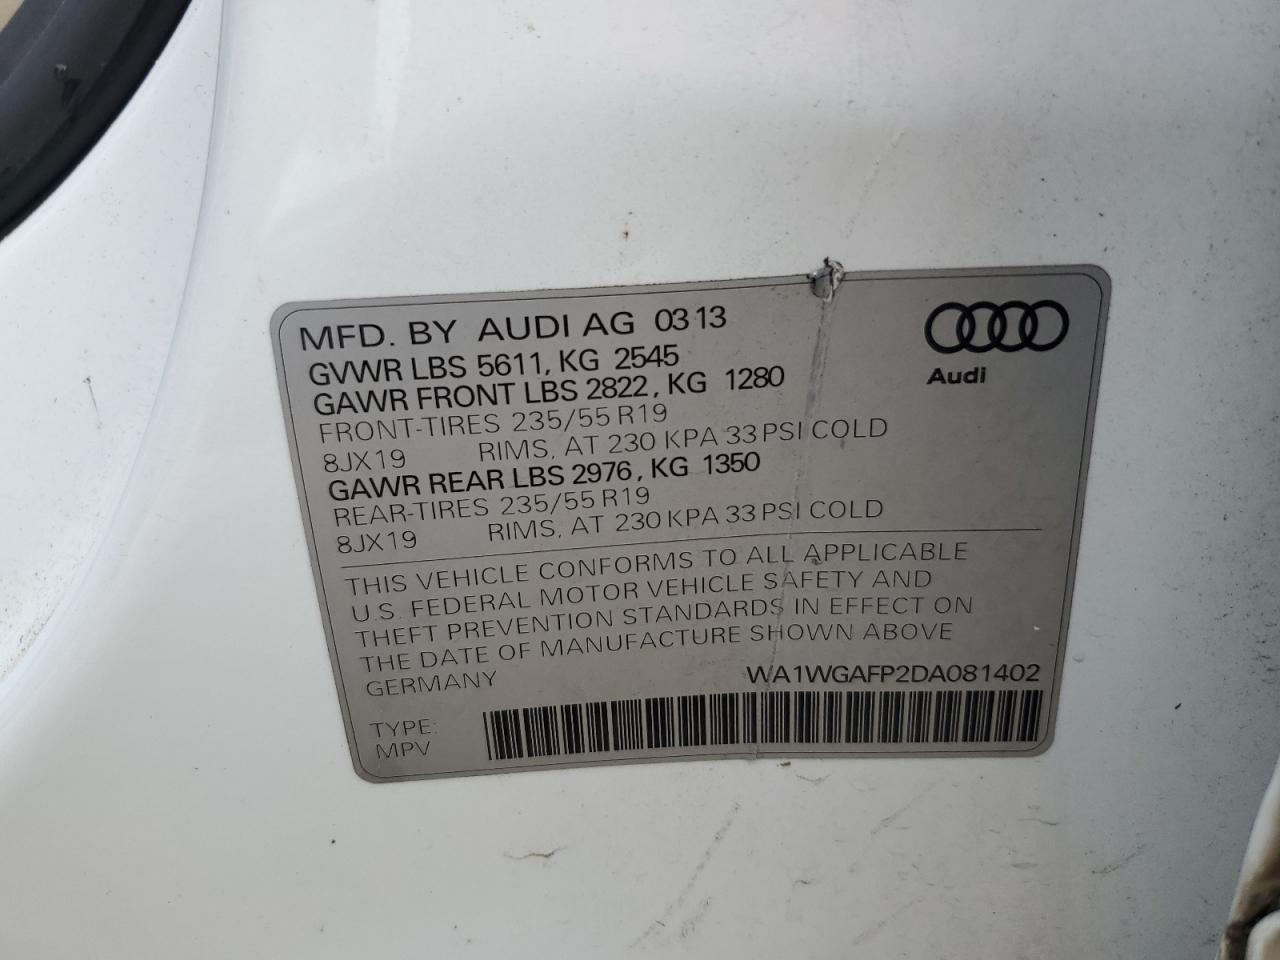 MFD. BY AUDI AG 0313
GVWR LBS 5611, KG 2545
GAWR FRONT LBS 2822, KG 1280
FRONT-TIRES 235/55 R19
8JX19 RIMS, AT 230 KPA 33 PSI COLD
GAWR REAR LBS 2976, KG 1350
REAR-TIRES 235/55 R19
8JX19 RIMS, AT 230 KPA 33 PSI COLD
Audi
THIS VEHICLE CONFORMS TO ALL APPLICABLE
U.S. FEDERAL MOTOR VEHICLE SAFETY AND
THEFT PREVENTION STANDARDS IN EFFECT ON
THE DATE OF MANUFACTURE SHOWN ABOVE
GERMANY WA1WGAFP2DA081402
TYPE:
MPV